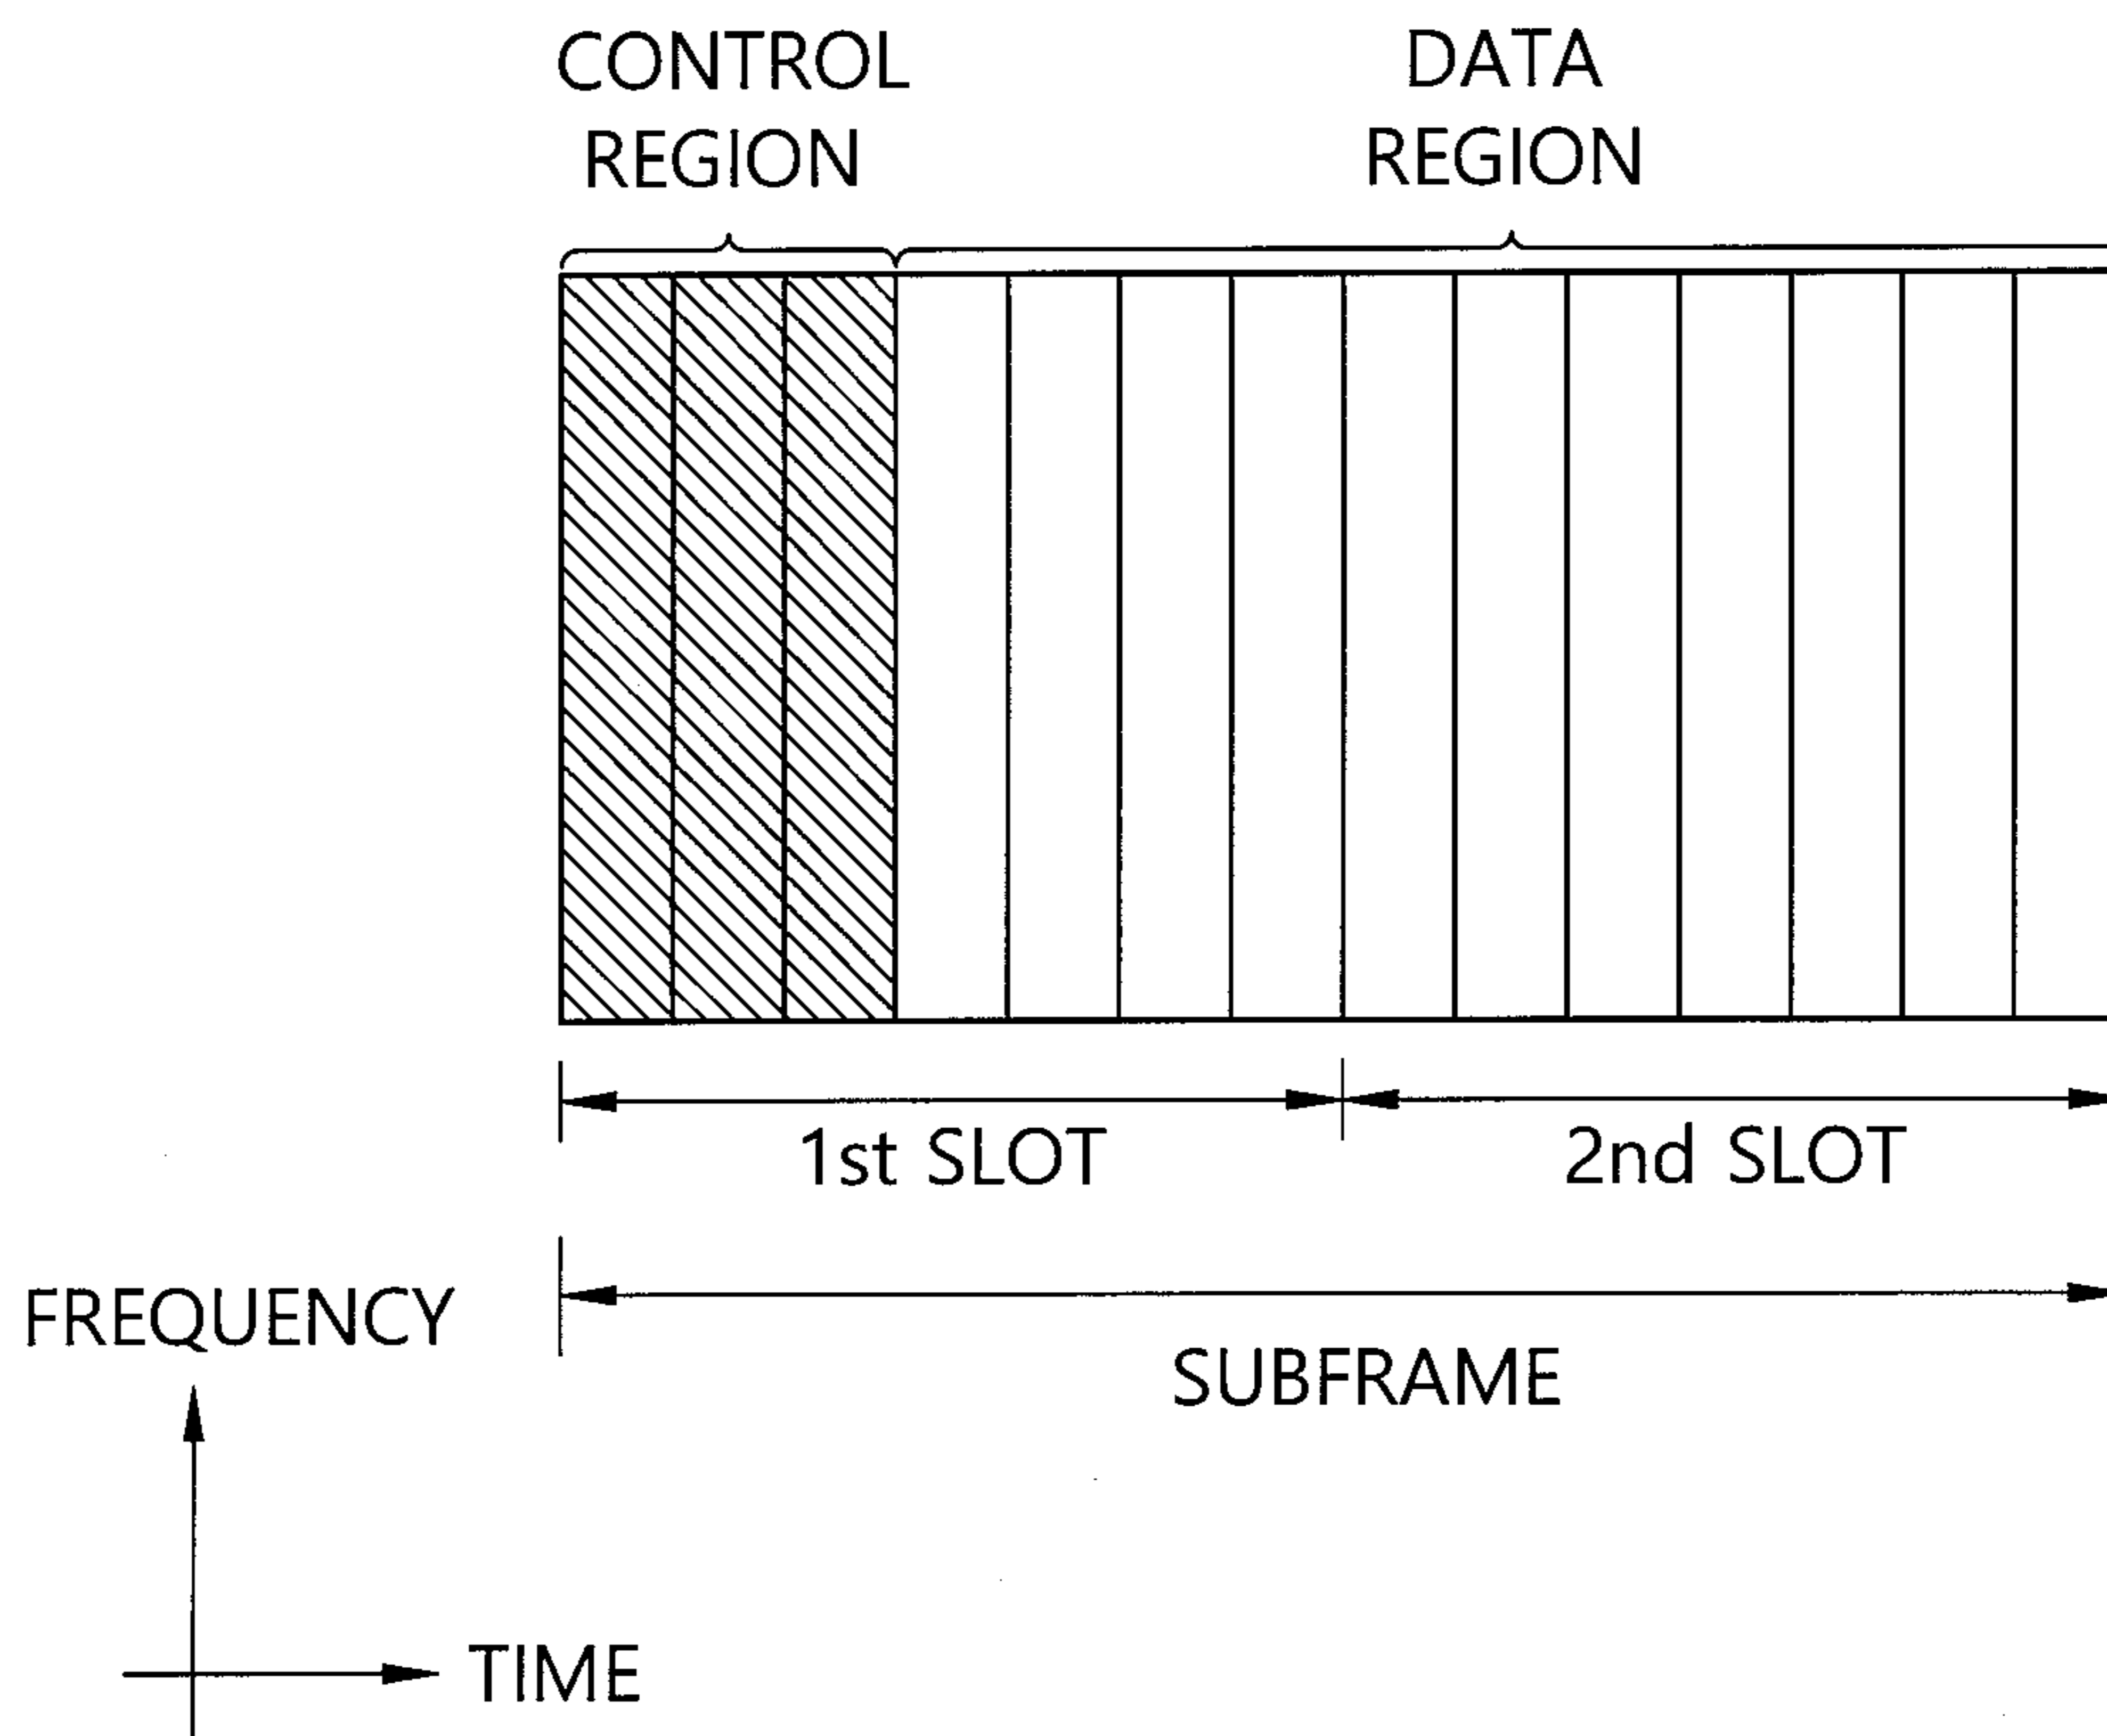 CONTROL
REGION
DATA
REGION
1st SLOT
2nd SLOT
SUBFRAME
FREQUENCY
TIME